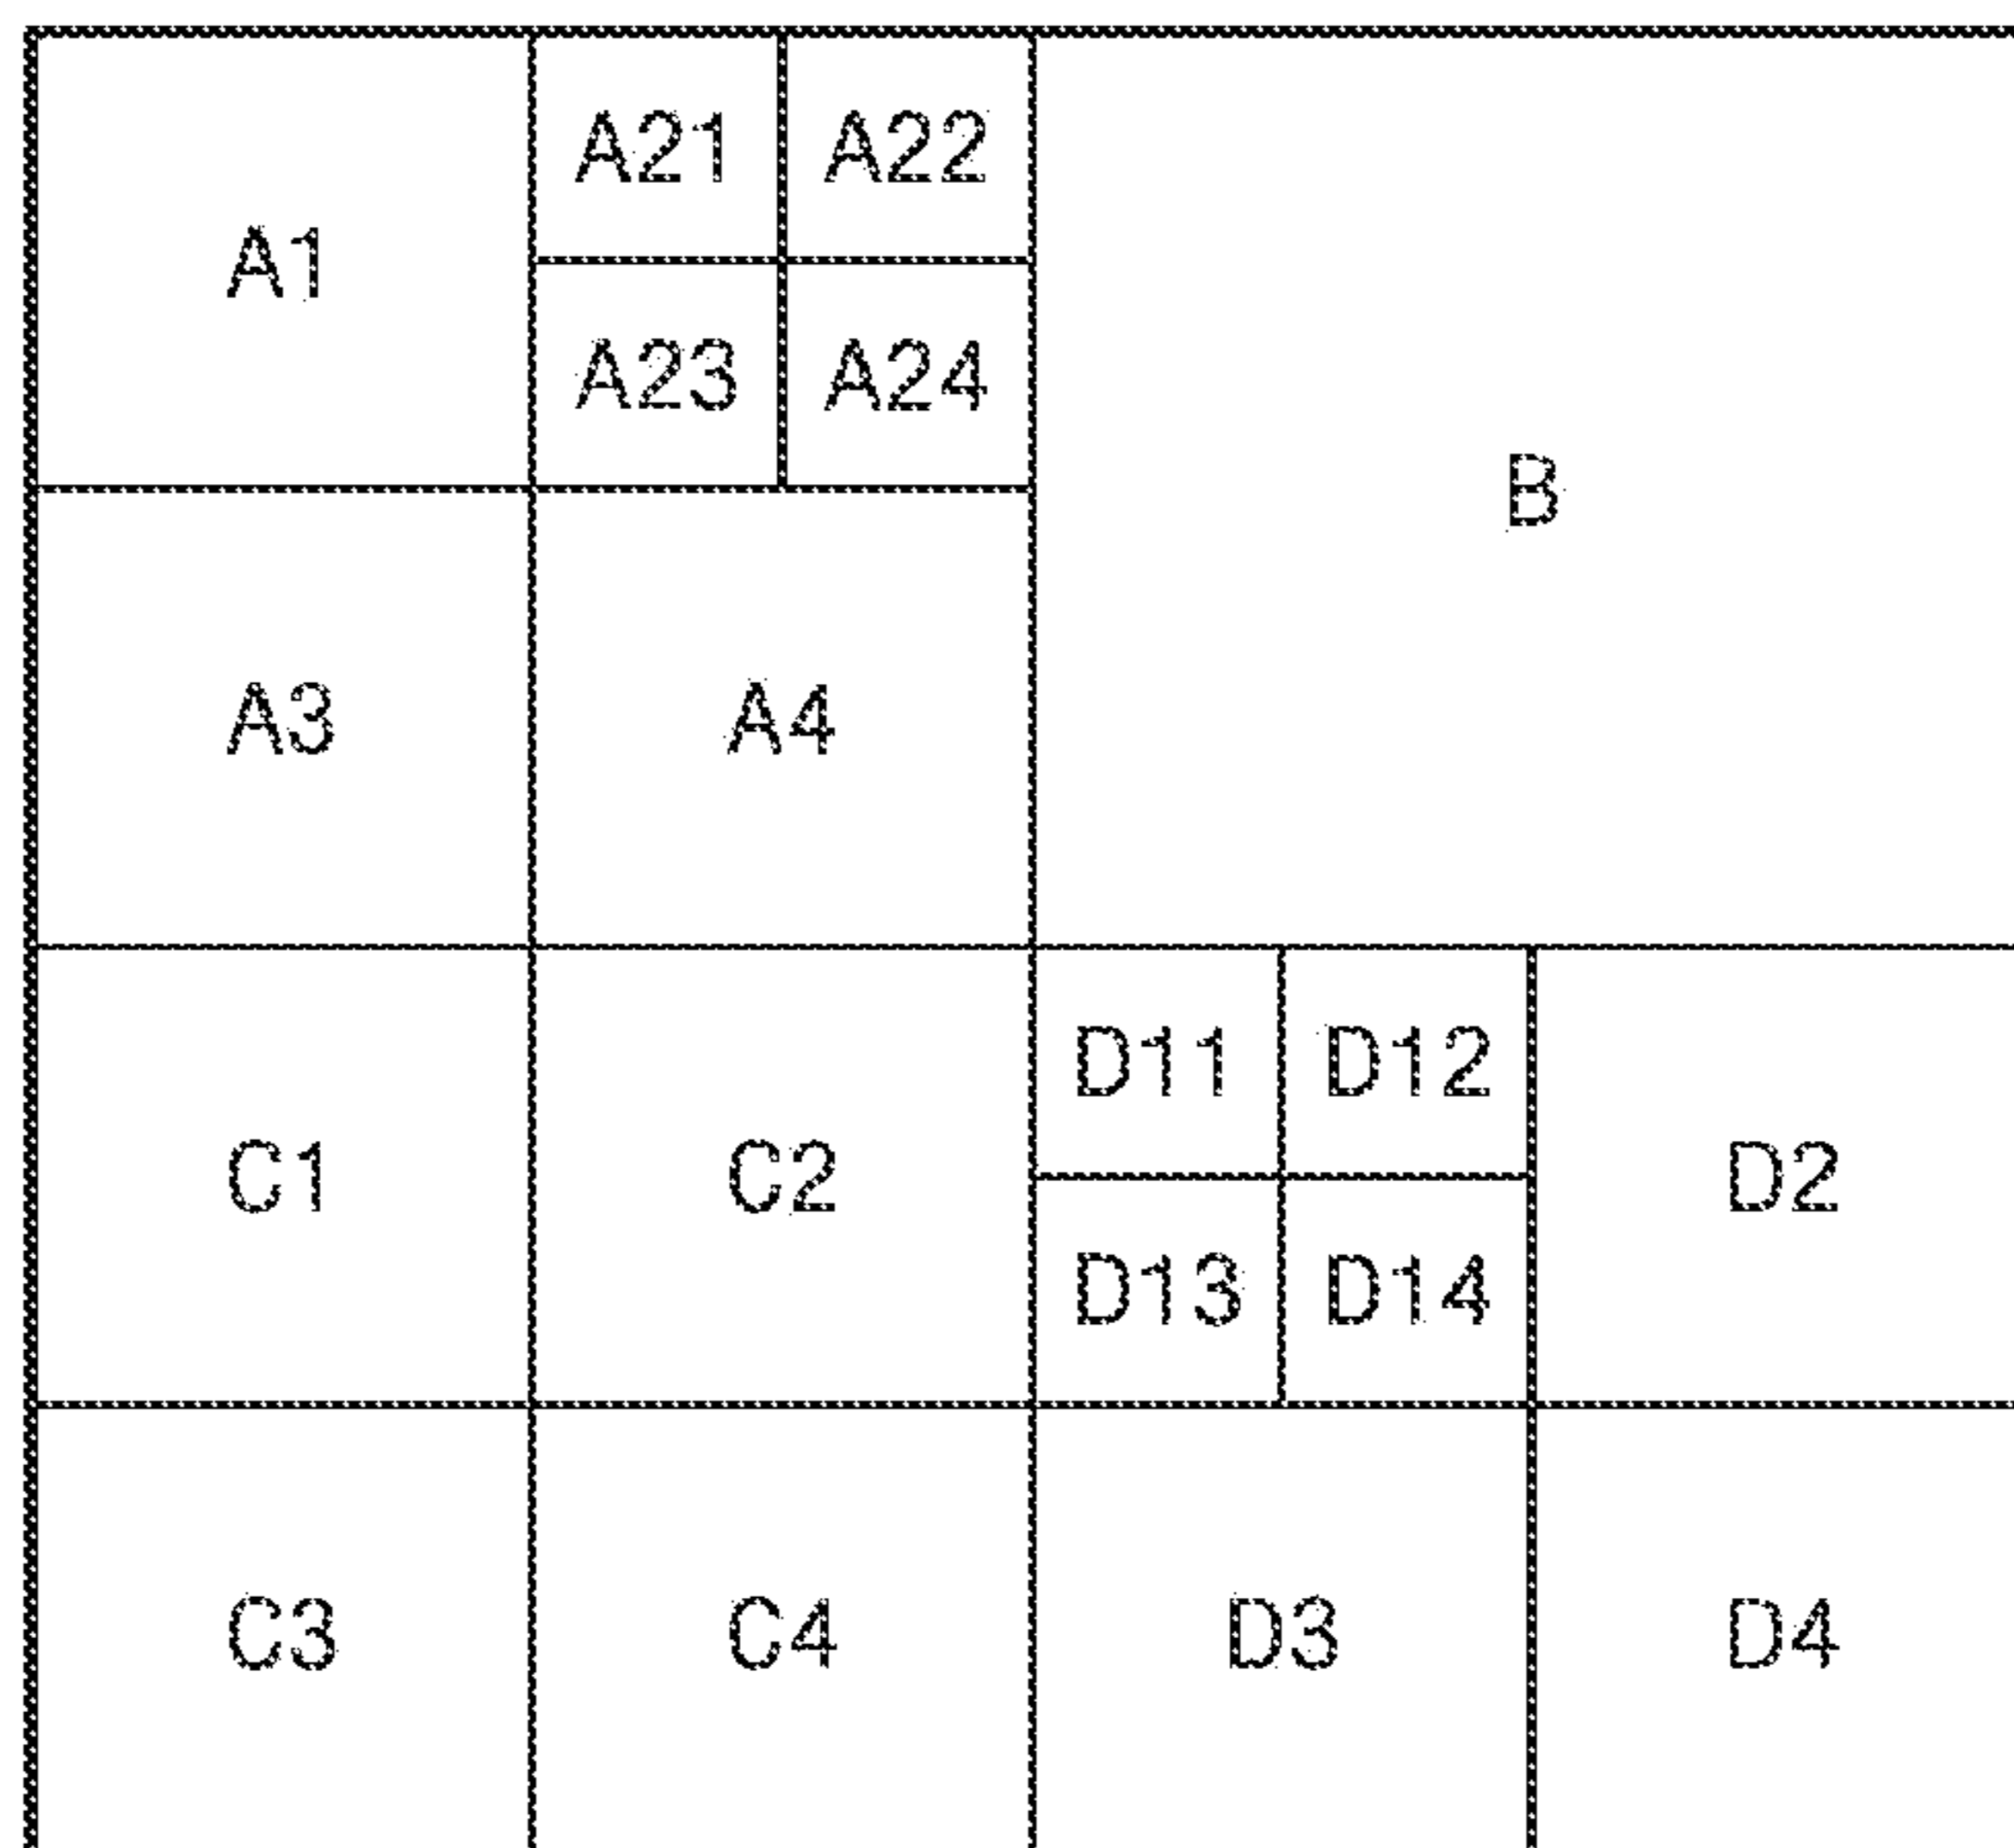 A21 A22
A1
A23 A24
B
A3 A4
D11 D12
C1 C2 D2
D13 D14
C3 C4 D3 D4